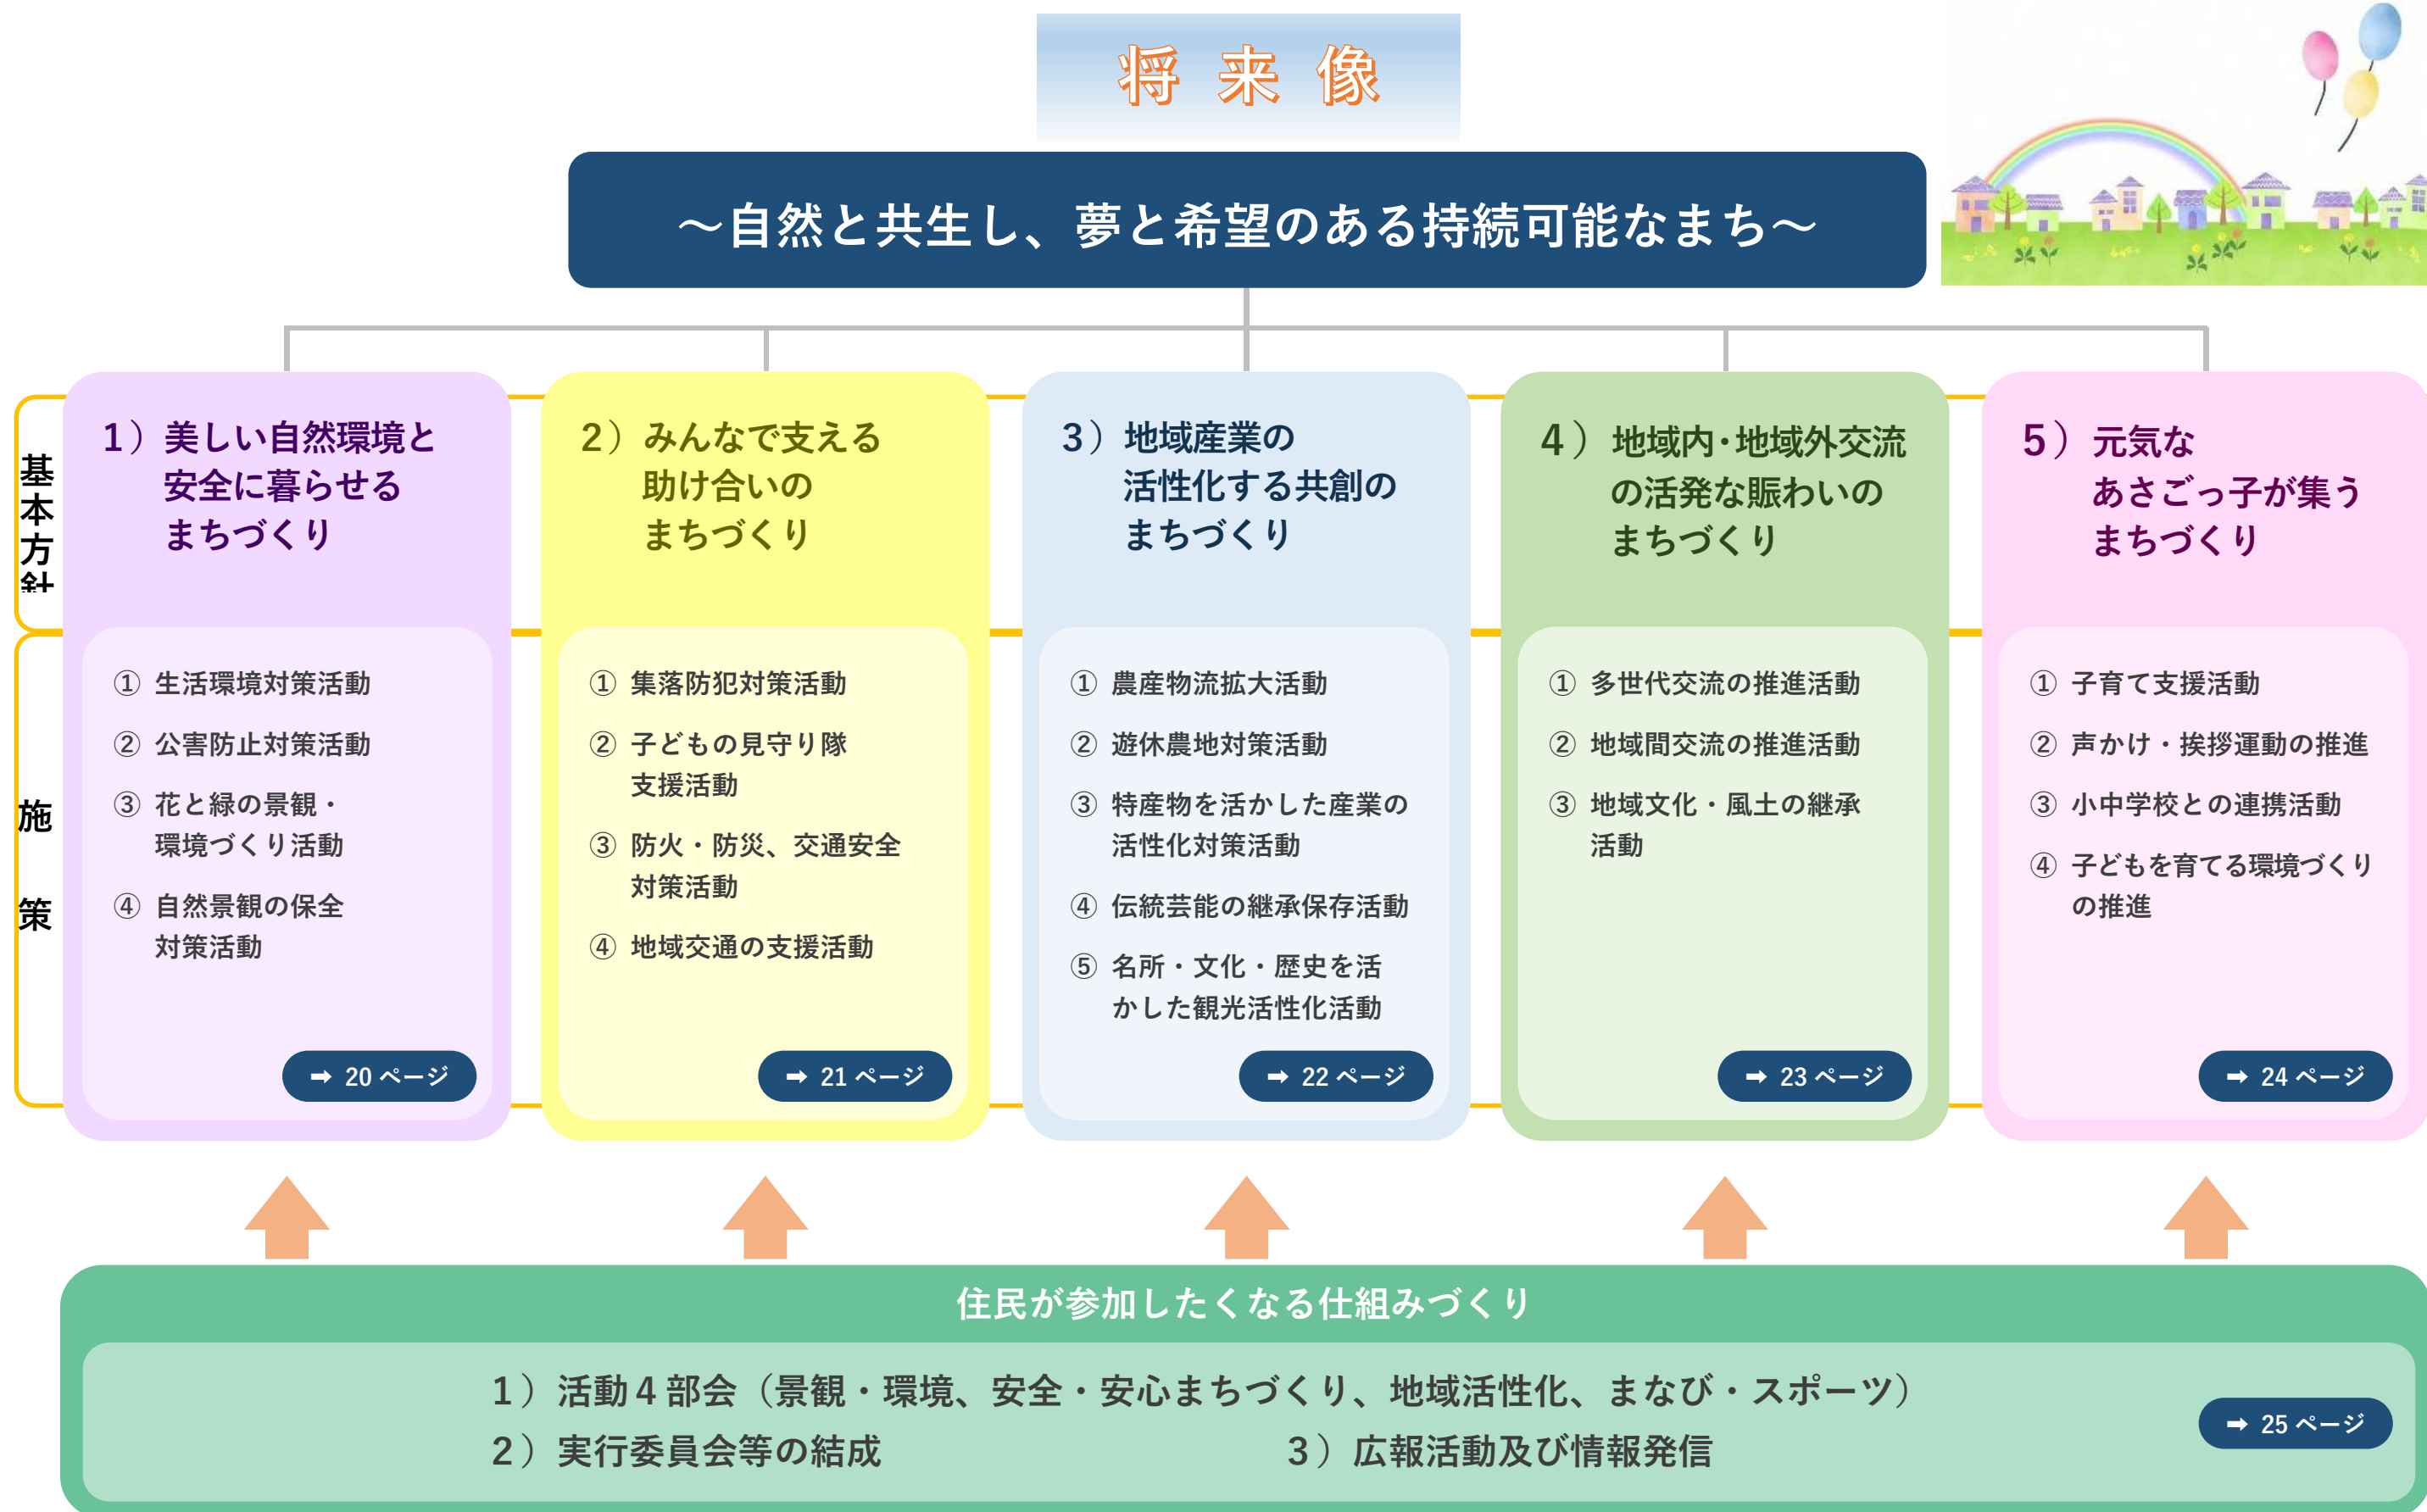 将来像
～自然と共生し、夢と希望のある持続可能なまち～
基本方針
1）美しい自然環境と
安全に暮らせる
まちづくり
2）みんなで支える
助け合いの
まちづくり
3）地域産業の
活性化する共創の
まちづくり
4）地域内・地域外交流
の活発な賑わいの
まちづくり
5）元気な
あさごっ子が集う
まちづくり
施策
① 生活環境対策活動
② 公害防止対策活動
③ 花と緑の景観・
環境づくり活動
④ 自然景観の保全
対策活動
➡ 20 ページ
① 集落防犯対策活動
② 子どもの見守り隊
支援活動
③ 防火・防災、交通安全
対策活動
④ 地域交通の支援活動
➡ 21 ページ
① 農産物流拡大活動
② 遊休農地対策活動
③ 特産物を活かした産業の
活性化対策活動
④ 伝統芸能の継承保存活動
⑤ 名所・文化・歴史を活
かした観光活性化活動
➡ 22 ページ
① 多世代交流の推進活動
② 地域間交流の推進活動
③ 地域文化・風土の継承
活動
➡ 23 ページ
① 子育て支援活動
② 声かけ・挨拶運動の推進
③ 小中学校との連携活動
④ 子どもを育てる環境づくり
の推進
➡ 24 ページ
住民が参加したくなる仕組みづくり
1）活動4部会（景観・環境、安全・安心まちづくり、地域活性化、まなび・スポーツ）
2）実行委員会等の結成
3）広報活動及び情報発信
➡ 25 ページ